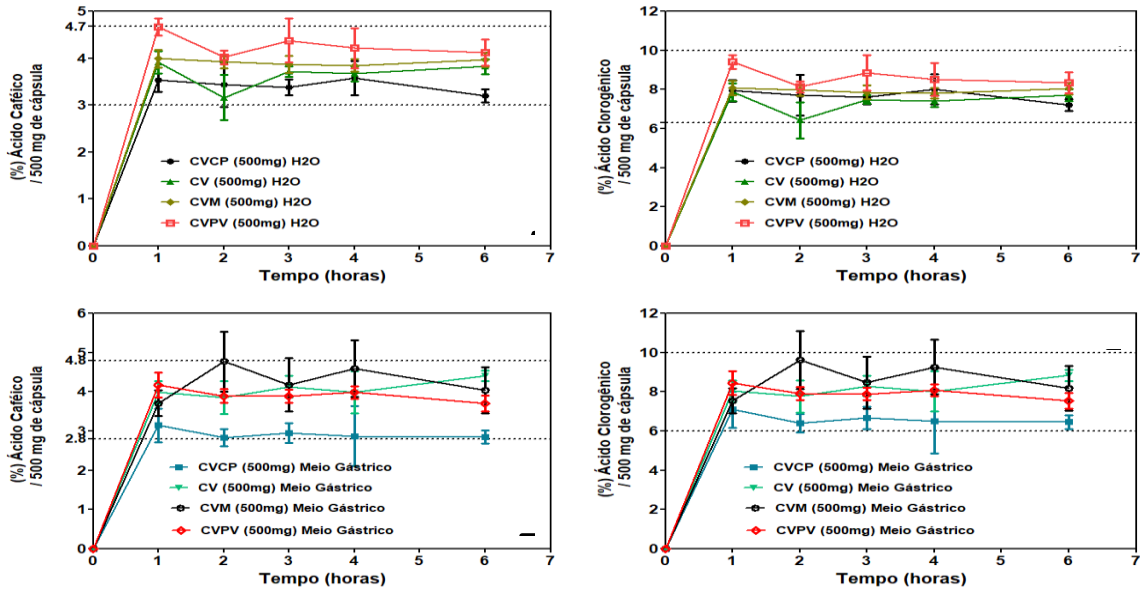 (%) Ácido Caféico
/ 500 mg de cápsula
5
4.7
4
3
2
1
0
CVCP (500mg) H2O
CV (500mg) H2O
CVM (500mg) H2O
CVPV (500mg) H2O
0 1 2 3 4 5 6 7
Tempo (horas)
(%) Ácido Clorogênico
/ 500 mg de cápsula
12
10
8
6
4
2
0
CVCP (500mg) H2O
CV (500mg) H2O
CVM (500mg) H2O
CVPV (500mg) H2O
0 1 2 3 4 5 6 7
Tempo (horas)
(%) Ácido Caféico
/ 500 mg de cápsula
6
5
4.8
4
3
2.8
2
1
0
CVCP (500mg) Meio Gástrico
CV (500mg) Meio Gástrico
CVM (500mg) Meio Gástrico
CVPV (500mg) Meio Gástrico
0 1 2 3 4 5 6 7
Tempo (horas)
(%) Ácido Clorogênico
/ 500 mg de cápsula
12
10
8
6
4
2
0
CVCP (500mg) Meio Gástrico
CV (500mg) Meio Gástrico
CVM (500mg) Meio Gástrico
CVPV (500mg) Meio Gástrico
0 1 2 3 4 5 6 7
Tempo (horas)